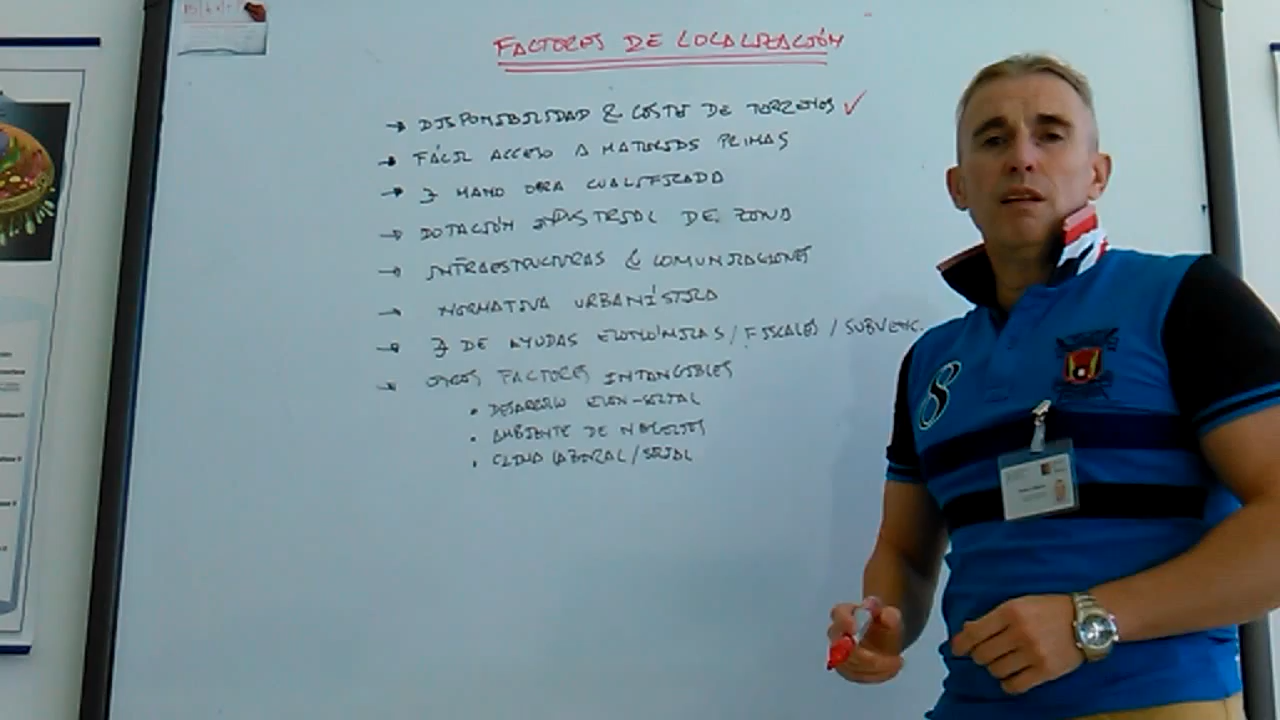 FACTORES DE LOCALIZACIÓN
→ DISPONIBILIDAD & COSTE DE TERRENOS ✓
→ FÁCIL ACCESO A MATERIAS PRIMAS
→ ∃ MANO OBRA CUALIFICADA
→ DOTACIÓN INDUSTRIAL DE ZONA
→ INFRAESTRUCTURAS & COMUNICACIONES
→ NORMATIVA URBANÍSTICA
→ ∃ DE AYUDAS ECONÓMICAS / FISCALES / SUBVENC.
→ OTROS FACTORES INTANGIBLES
• DESARROLLO ECON-SOCIAL
• AMBIENTE DE NEGOCIOS
• CLIMA LABORAL / SOCIAL
8